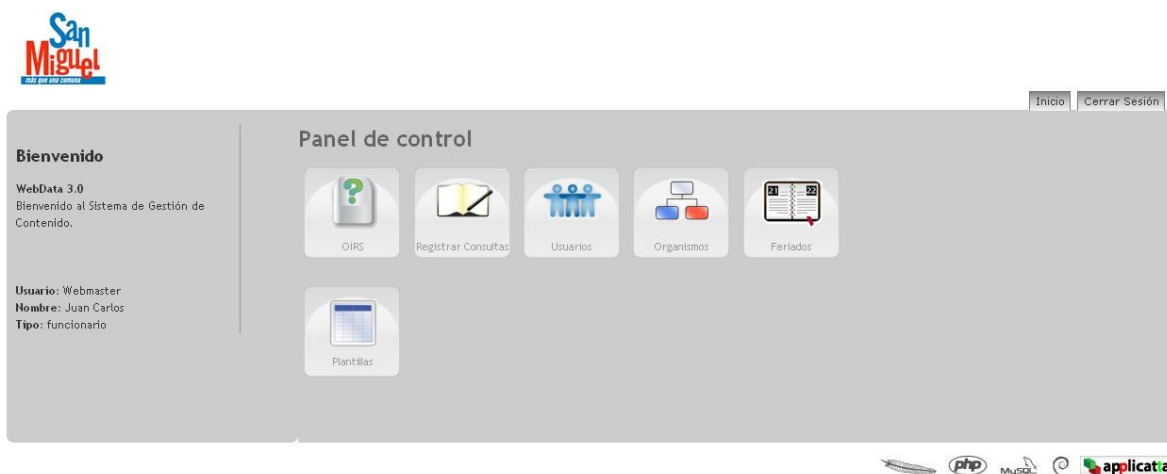 San
Miguel
más que una comuna
Inicio
Cerrar Sesión
Bienvenido
WebData 3.0
Bienvenido al Sistema de Gestión de
Contenido.
Usuario: Webmaster
Nombre: Juan Carlos
Tipo: funcionario
Panel de control
OIRS
Registrar Consultas
Usuarios
Organismos
21 22
Feriados
Plantillas
php
MySQL
applicatta